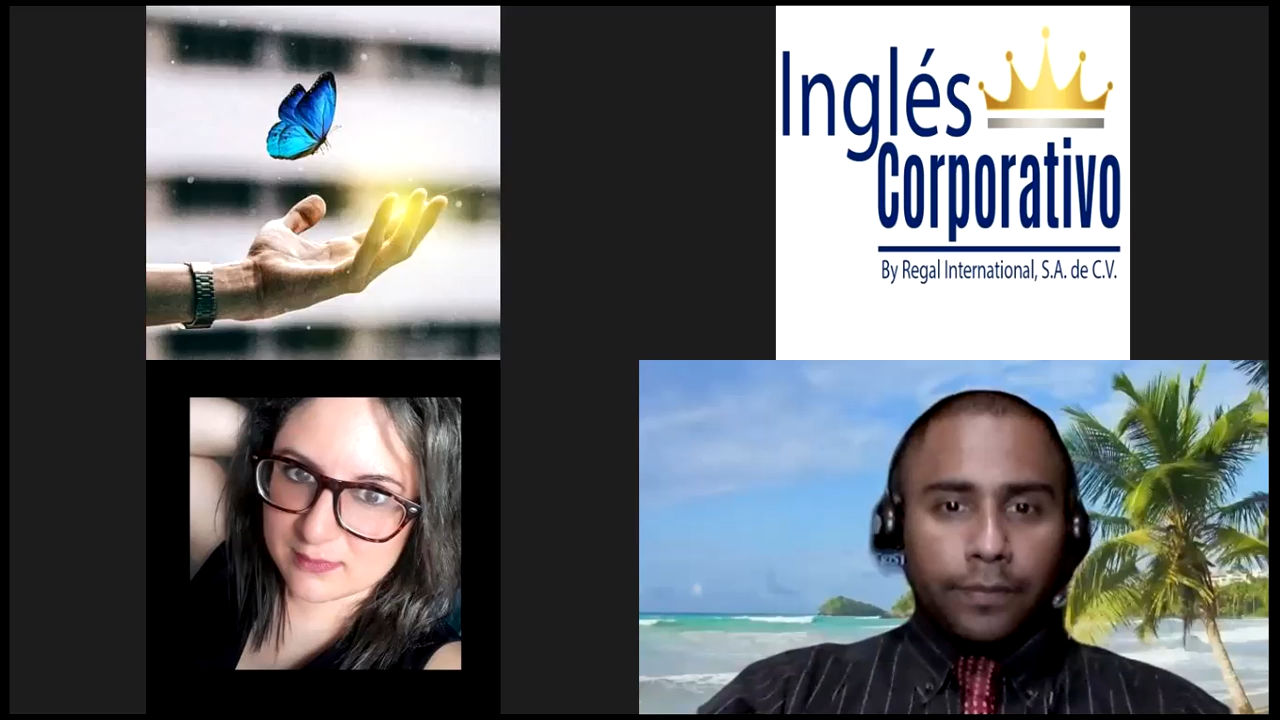 Inglés
Corporativo
By Regal International, S.A. de C.V.